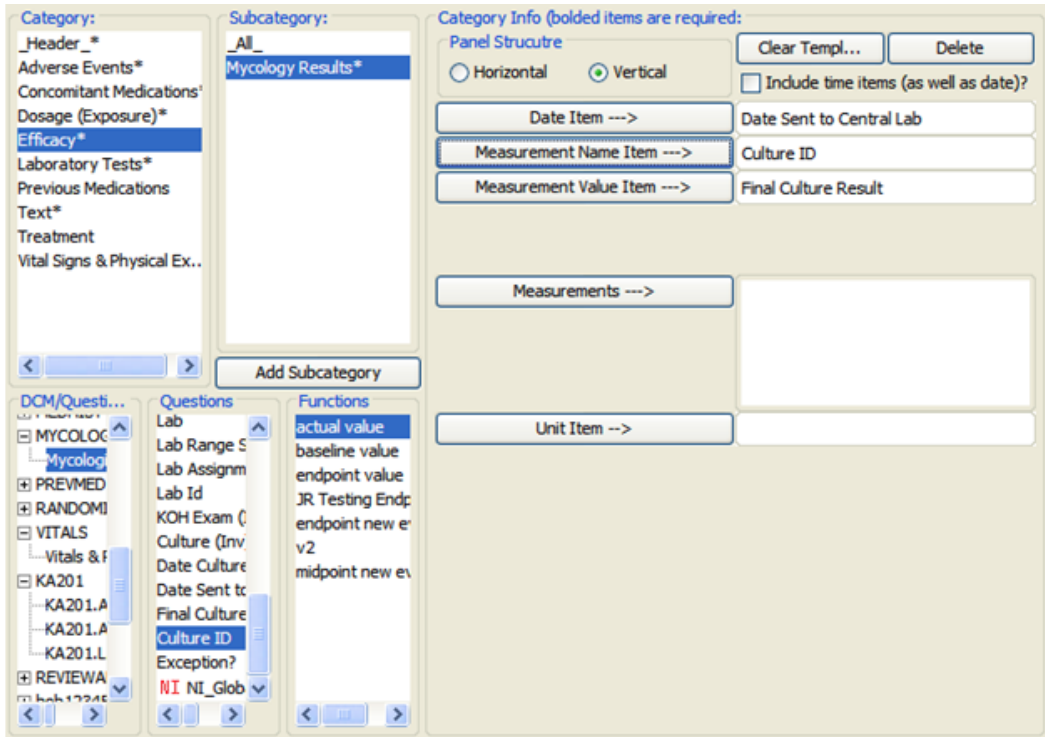 Category:
_Header_*
Adverse Events*
Concomitant Medications*
Dosage (Exposure)*
Efficacy*
Laboratory Tests*
Previous Medications
Text*
Treatment
Vital Signs & Physical Ex..
Subcategory:
_All_
Mycology Results*
Add Subcategory
Category Info (bolded items are required:
Panel Strucutre
Horizontal
Vertical
Clear Templ...
Delete
Include time items (as well as date)?
Date Item --->
Date Sent to Central Lab
Measurement Name Item --->
Culture ID
Measurement Value Item --->
Final Culture Result
Measurements --->
Unit Item -->
DCM/Questi...
MYCOLOG
Mycologi
PREVMED
RANDOMI
VITALS
Vitals & P
KA201
KA201.A
KA201.A
KA201.L
REVIEWA
Questions
Lab
Lab Range S
Lab Assignm
Lab Id
KOH Exam (I
Culture (Inv
Date Culture
Date Sent to
Final Culture
Culture ID
Exception?
NI NI_Glob
Functions
actual value
baseline value
endpoint value
JR Testing Endp
endpoint new ev
v2
midpoint new ev